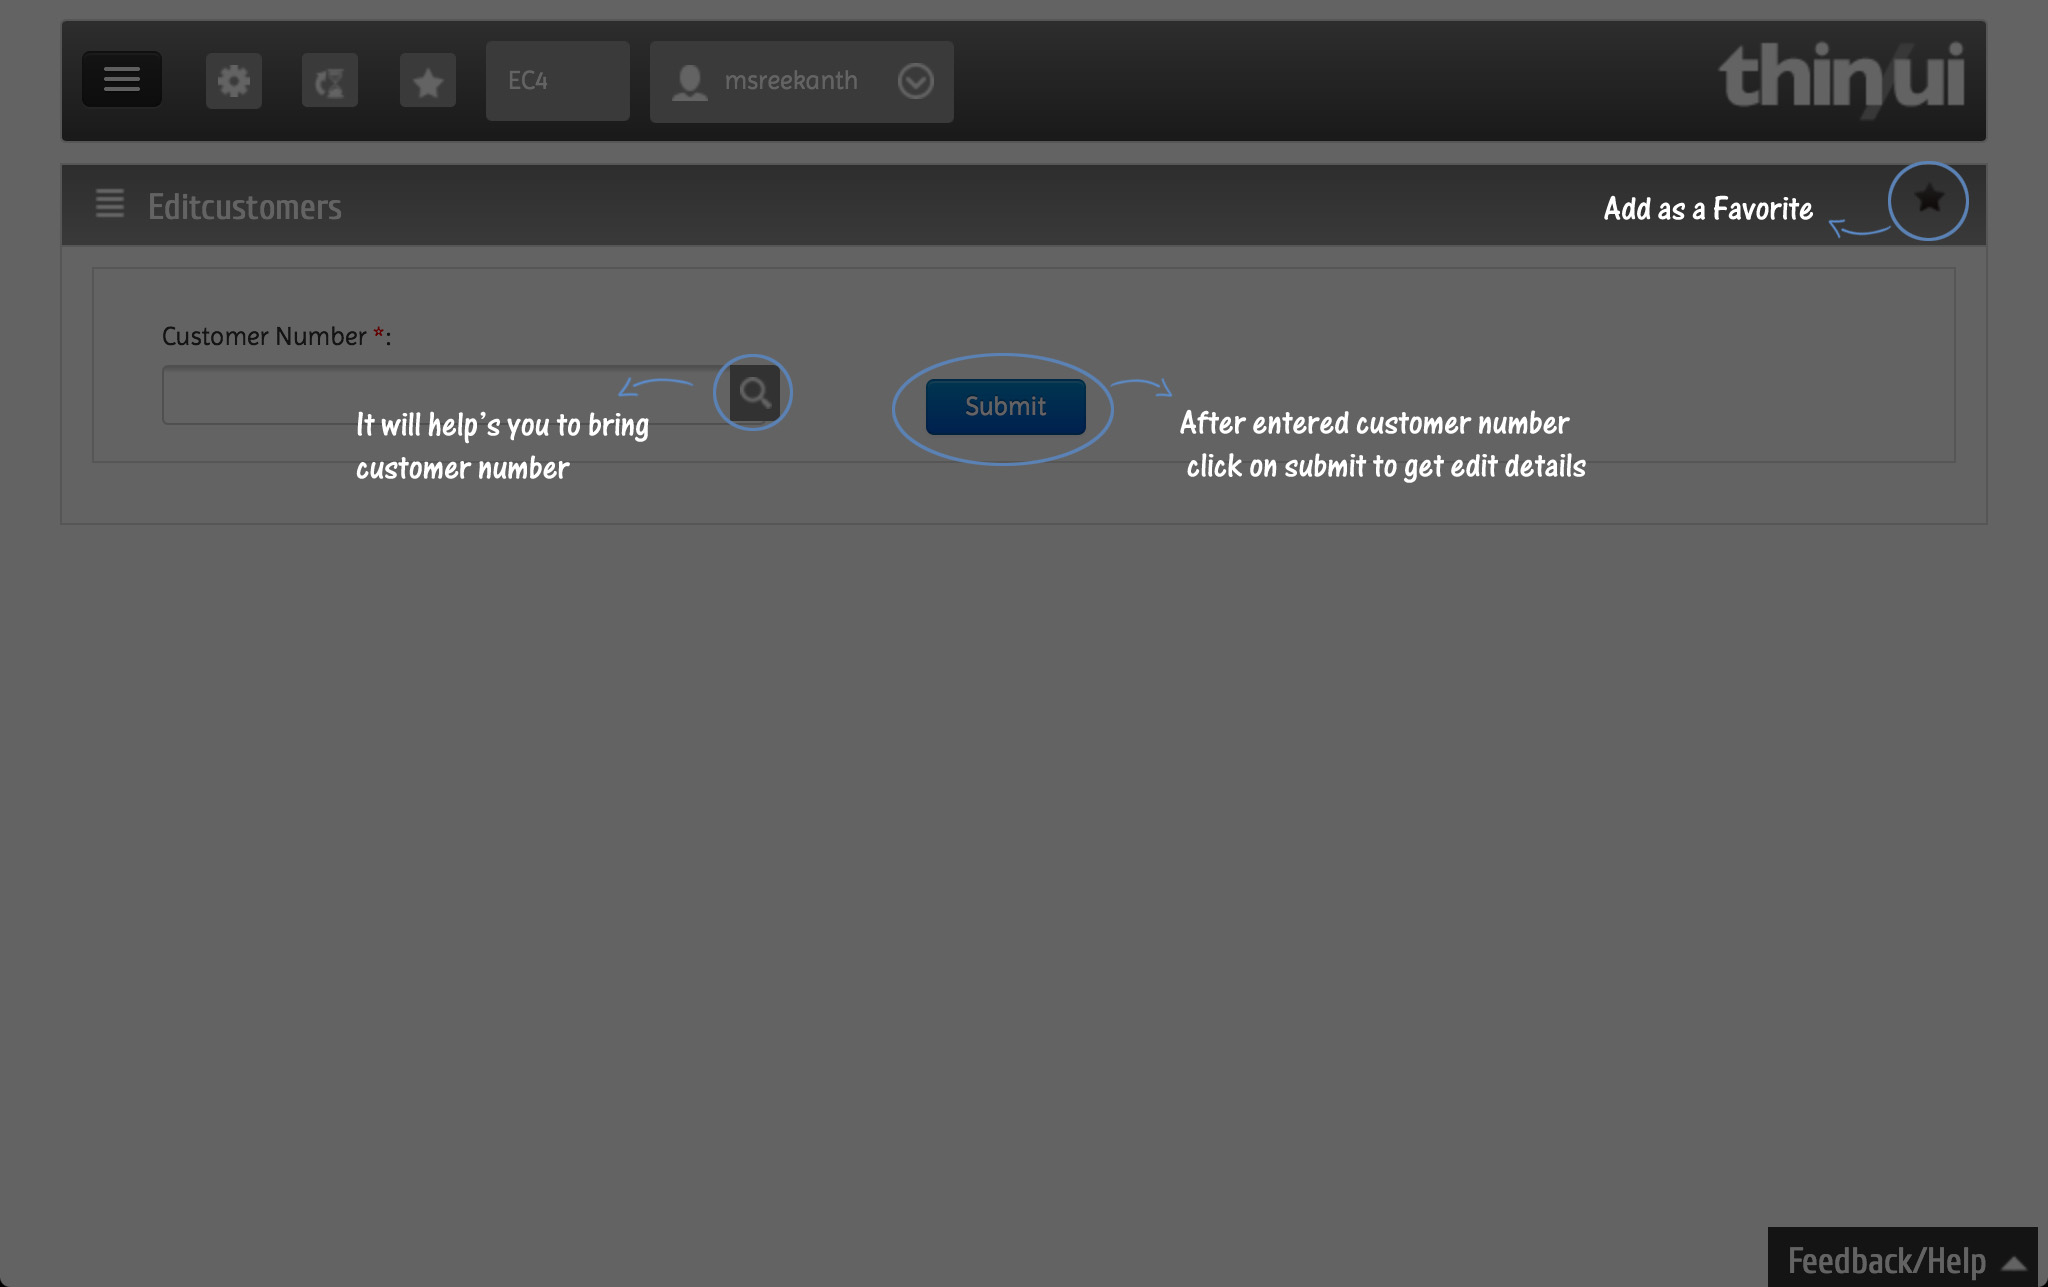 EC4
msreekanth
thinui
Editcustomers
Add as a Favorite
Customer Number *:
Submit
It will help's you to bring
customer number
After entered customer number
click on submit to get edit details
Feedback/Help